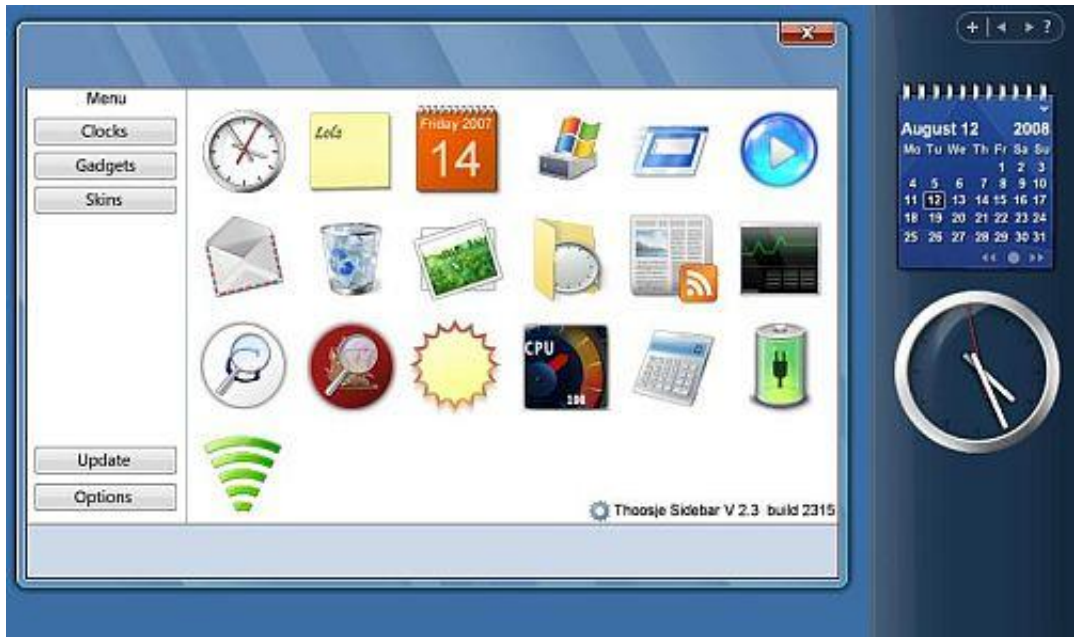 Menu
Clocks
Gadgets
Skins
Update
Options
Lols
Friday 2007
14
CPU
100
0
Thoosje Sidebar V 2.3 build 2315
?
August 12 2008
Mo Tu We Th Fr Sa Su
1 2 3
4 5 6 7 8 9 10
11 12 13 14 15 16 17
18 19 20 21 22 23 24
25 26 27 28 29 30 31